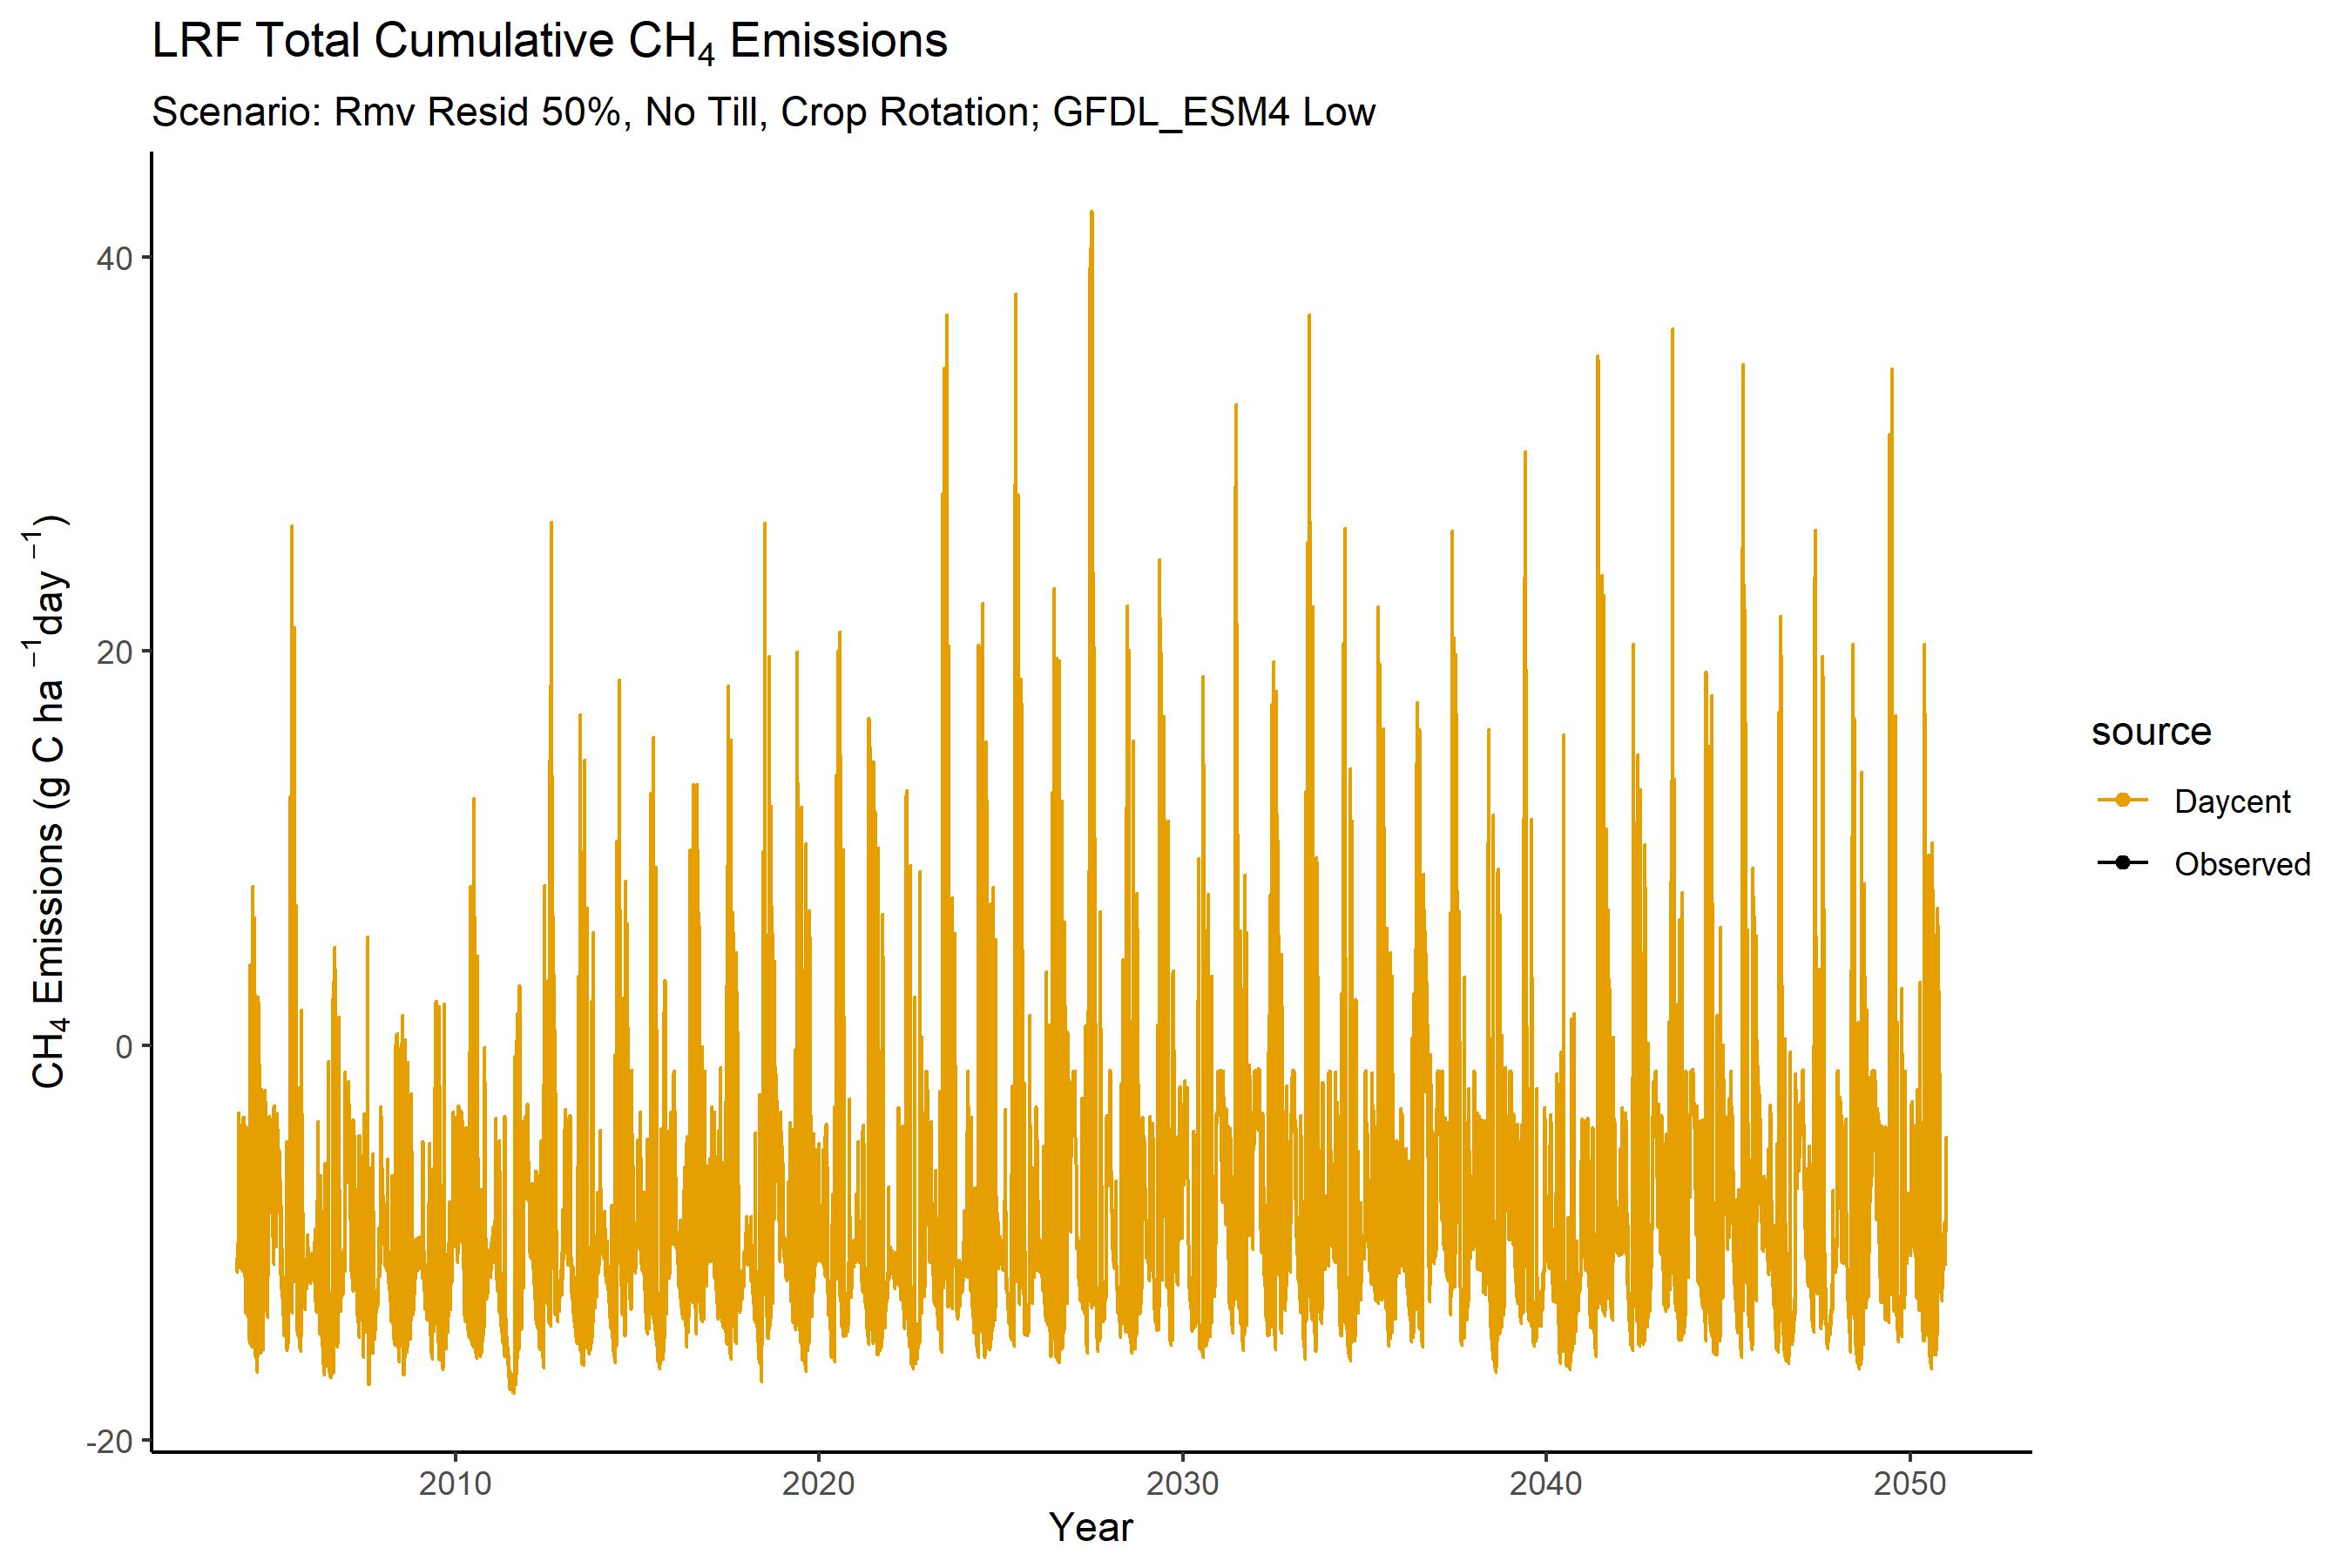 LRF Total Cumulative CH₄ Emissions
Scenario: Rmv Resid 50%, No Till, Crop Rotation; GFDL_ESM4 Low
CH₄ Emissions (g C ha ⁻¹day ⁻¹)
40
20
0
-20
2010
2020
2030
2040
2050
Year
source
Daycent
Observed